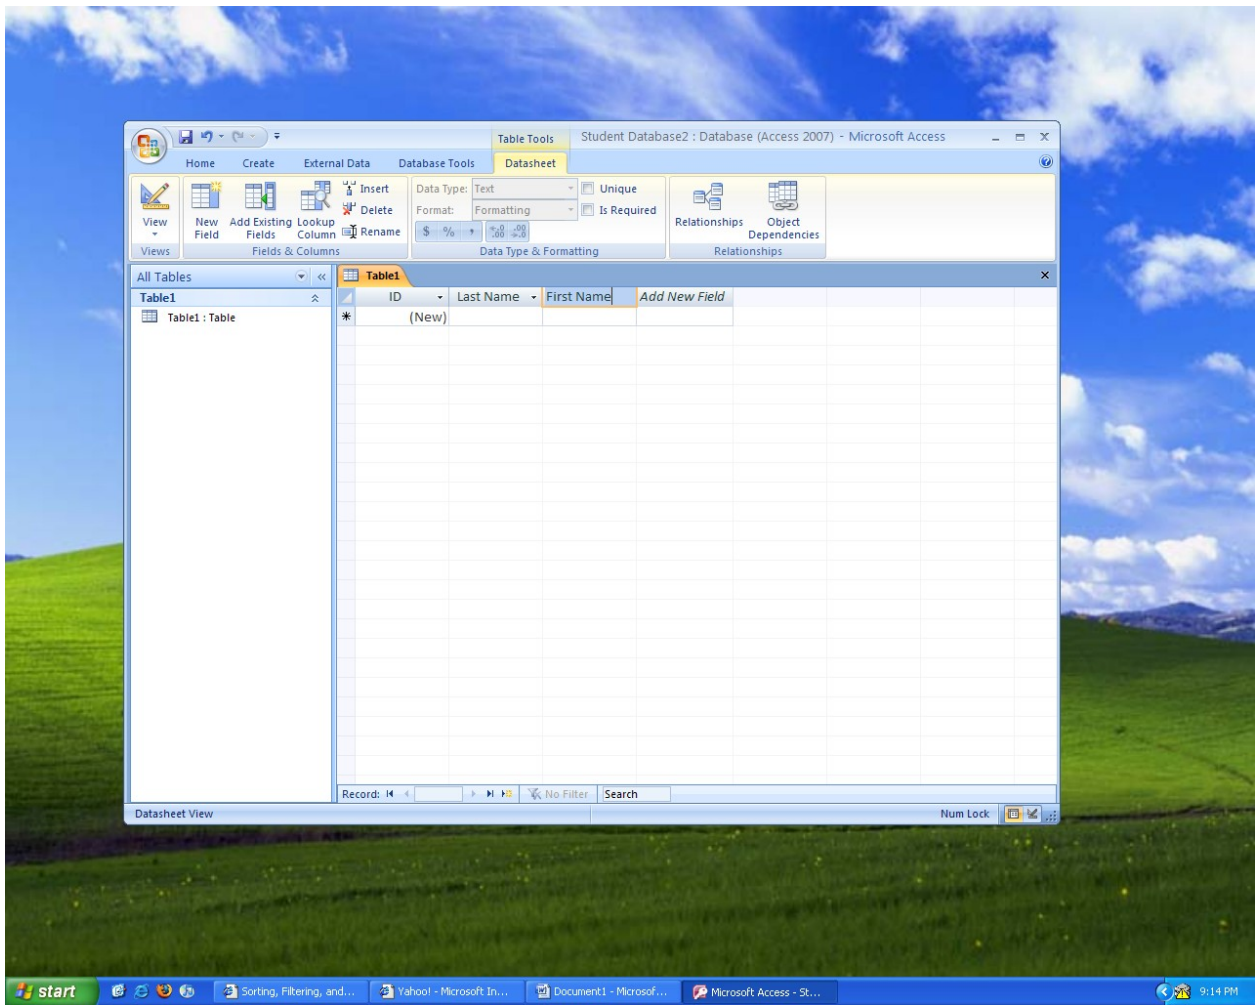 Table Tools
Student Database2 : Database (Access 2007) - Microsoft Access
Home Create External Data Database Tools Datasheet
View
New Field
Add Existing Fields
Lookup Column
Insert
Delete
Rename
Data Type: Text
Format: Formatting
$ % ,
Unique
Is Required
Relationships
Object Dependencies
Views
Fields & Columns
Data Type & Formatting
Relationships
All Tables
Table1
Table1 : Table
Table1
ID Last Name First Name Add New Field
(New)
Record: No Filter Search
Datasheet View
Num Lock
start
Sorting, Filtering, and...
Yahoo! - Microsoft In...
Document1 - Microsof...
Microsoft Access - St...
9:14 PM